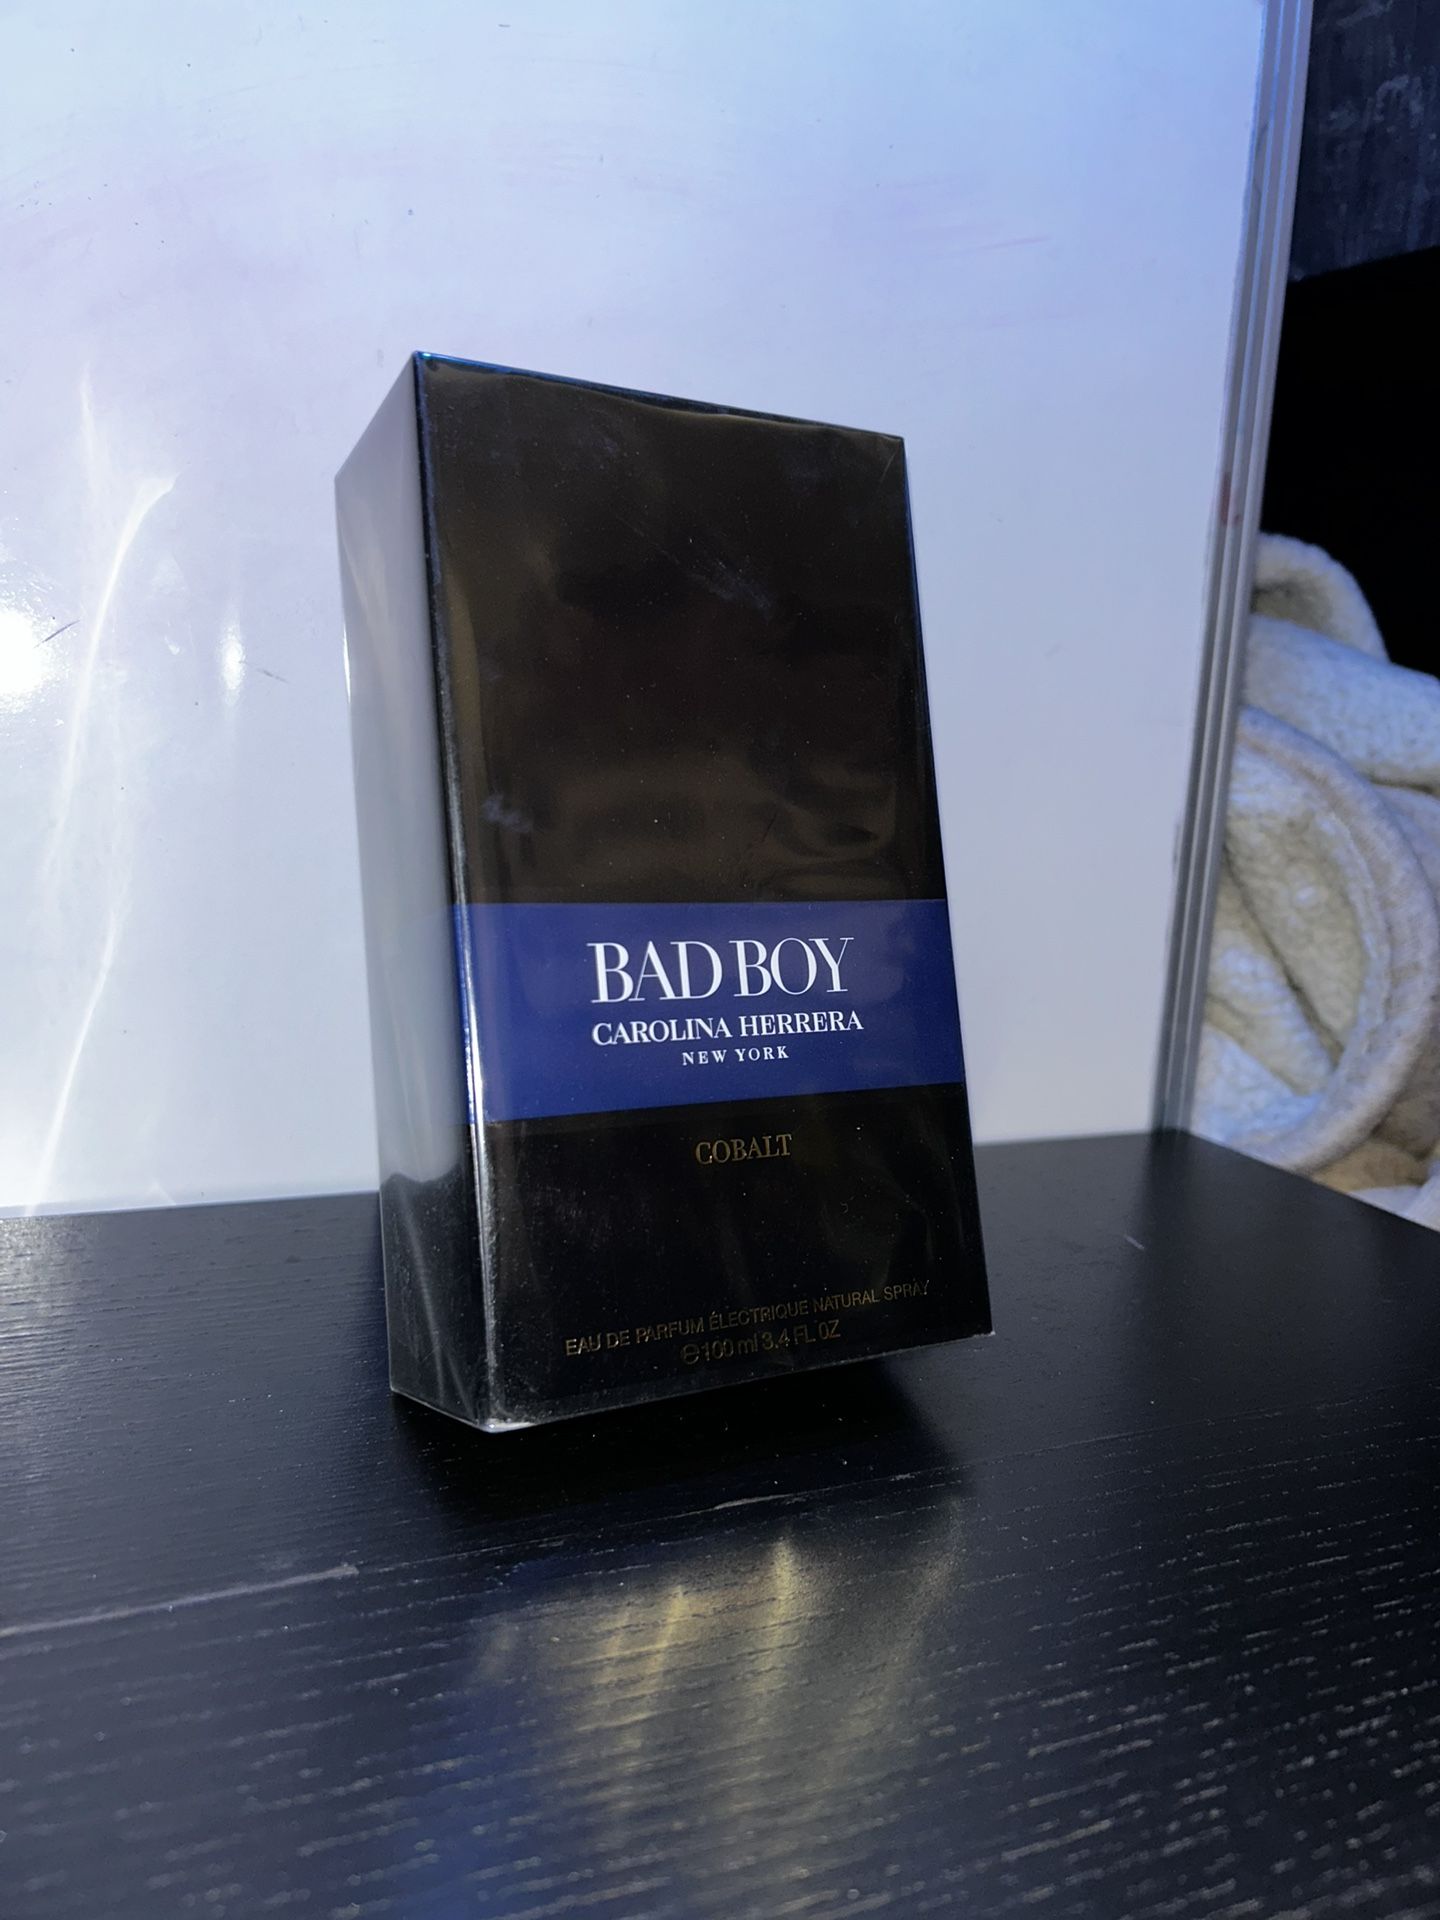 BAD BOY
CAROLINA HERRERA
NEW YORK
COBALT
EAU DE PARFUM ÉLECTRIQUE NATURAL SPRAY
℮100 ml 3.4 FL OZ